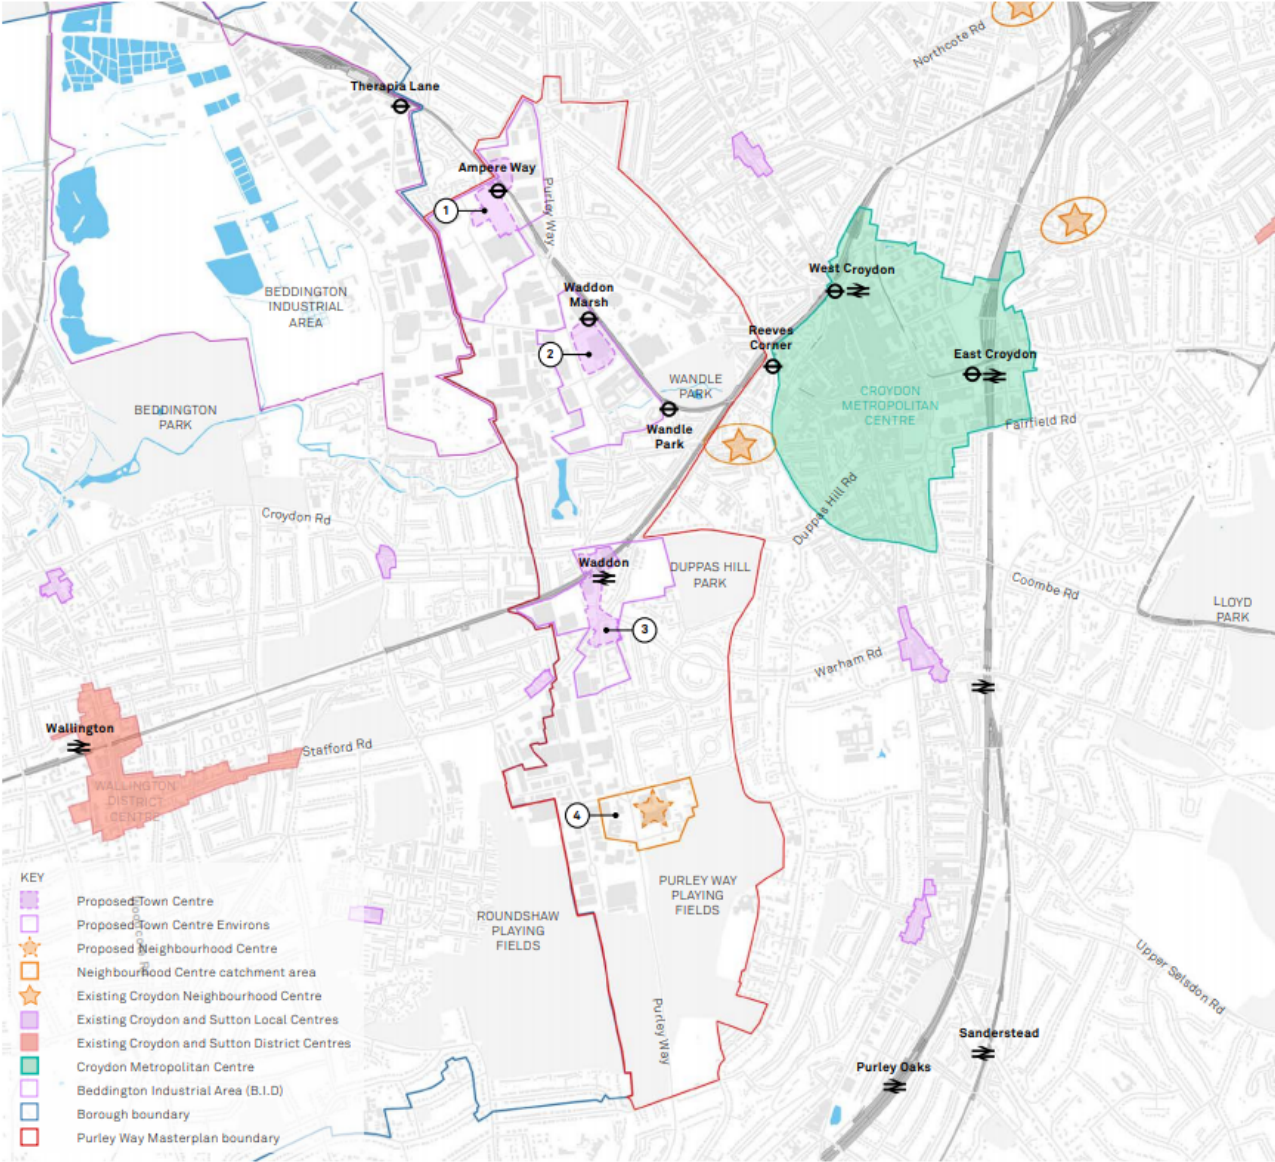 Northcote Rd
Therapia Lane
Ampere Way
1
Purley Way
West Croydon
BEDDINGTON
INDUSTRIAL
AREA
Waddon
Marsh
2
Reeves
Corner
East Croydon
WANDLE
PARK
CROYDON
METROPOLITAN
CENTRE
BEDDINGTON
PARK
Wandle
Park
Fairfield Rd
Croydon Rd
Duppas Hill Rd
Waddon
DUPPAS HILL
PARK
Coombe Rd
LLOYD
PARK
3
Warham Rd
Wallington
Stafford Rd
WALLINGTON
DISTRICT
CENTRE
4
PURLEY WAY
PLAYING
FIELDS
ROUNDSHAW
PLAYING
FIELDS
Upper Selsdon Rd
Purley Way
Sanderstead
Purley Oaks
KEY
Proposed Town Centre
Proposed Town Centre Environs
Proposed Neighbourhood Centre
Neighbourhood Centre catchment area
Existing Croydon Neighbourhood Centre
Existing Croydon and Sutton Local Centres
Existing Croydon and Sutton District Centres
Croydon Metropolitan Centre
Beddington Industrial Area (B.I.D)
Borough boundary
Purley Way Masterplan boundary